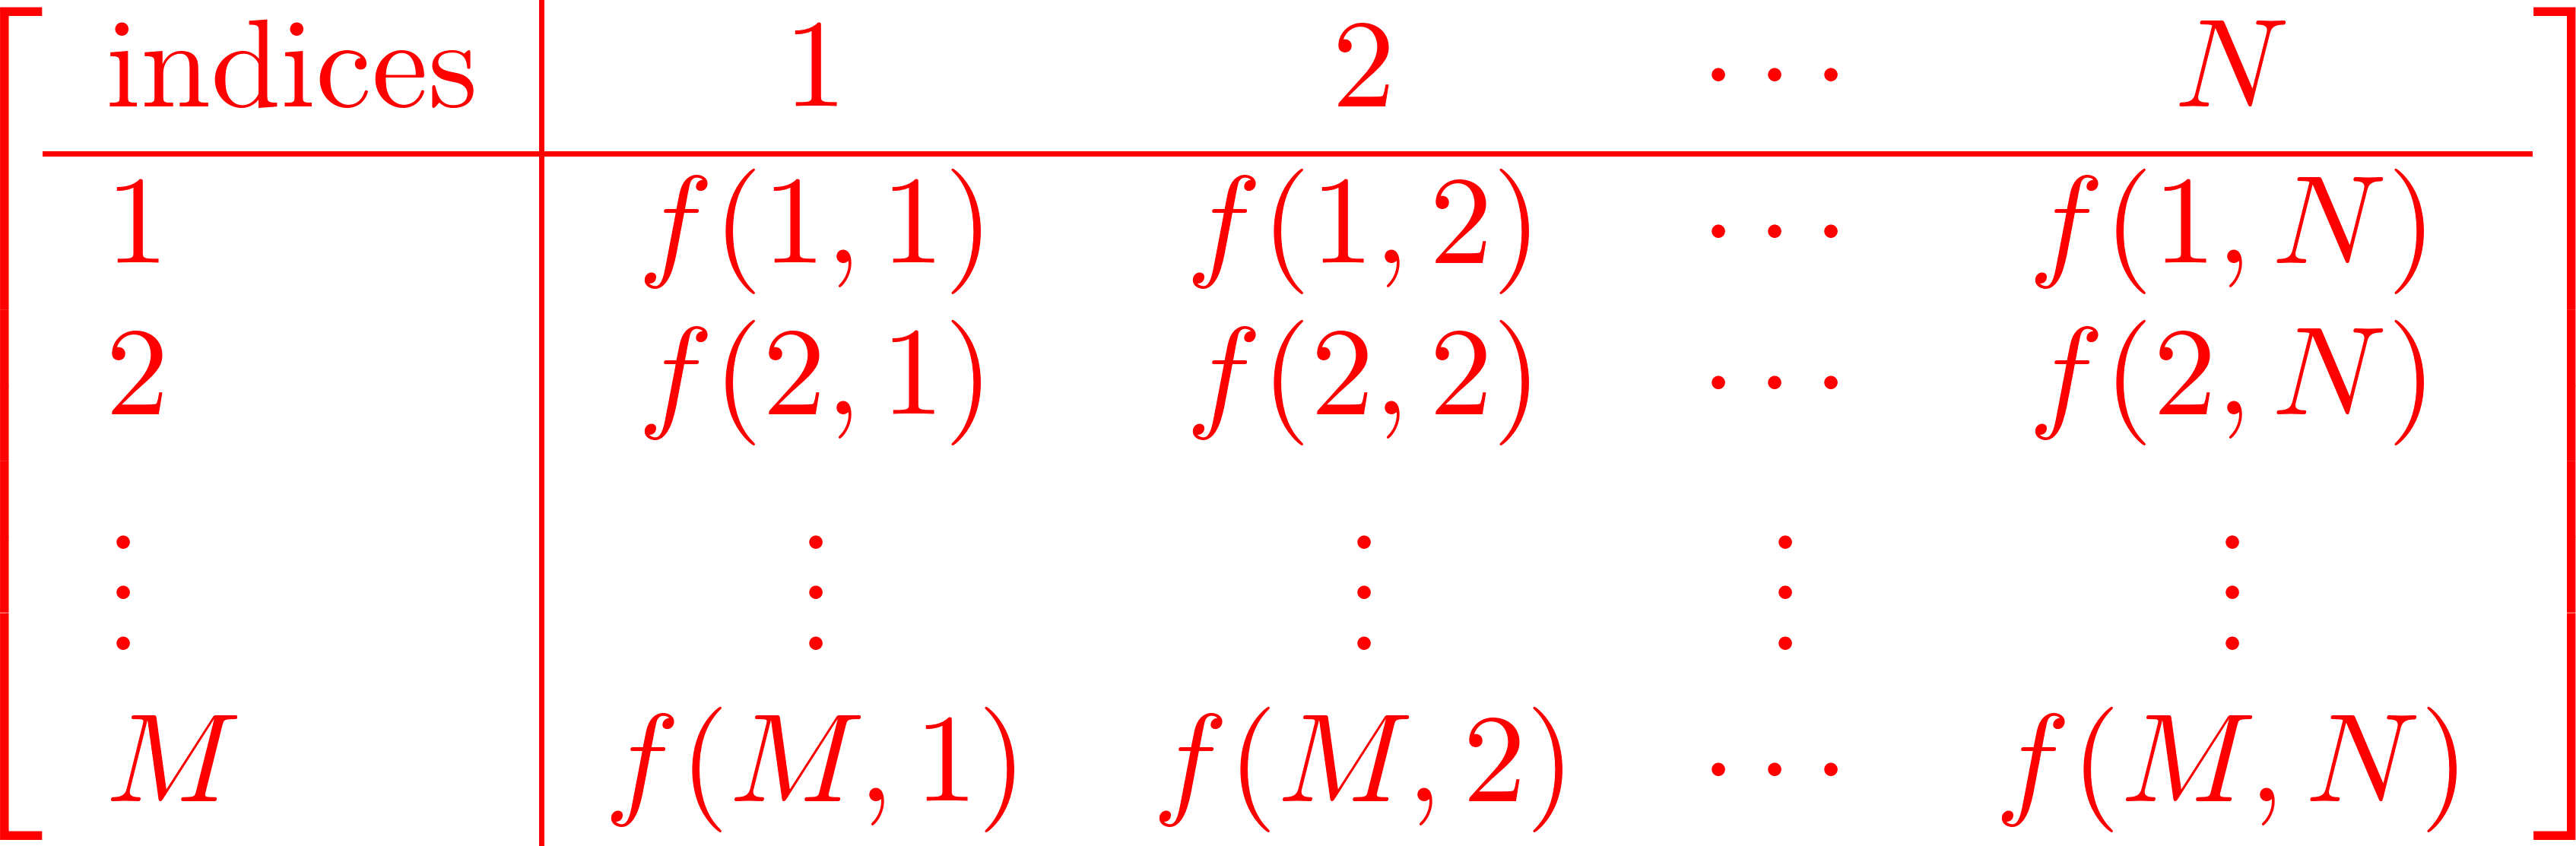 indices 1 2 ⋯ N
1 f(1,1) f(1,2) ⋯ f(1,N)
2 f(2,1) f(2,2) ⋯ f(2,N)
⋮ ⋮ ⋮ ⋮ ⋮
M f(M,1) f(M,2) ⋯ f(M,N)